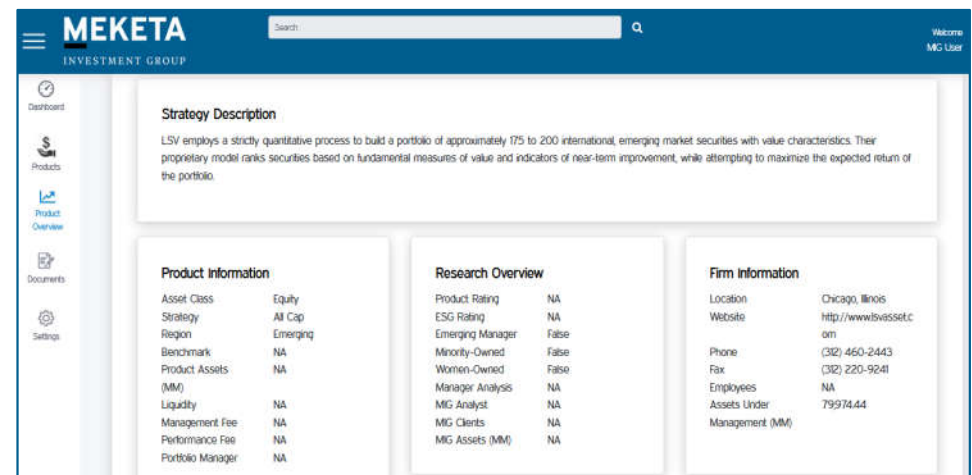 MEKETA
INVESTMENT GROUP
Search
Welcome
MIG User
Dashboard
Products
Product
Overview
Documents
Settings
Strategy Description
LSV employs a strictly quantitative process to build a portfolio of approximately 175 to 200 international, emerging market securities with value characteristics. Their
proprietary model ranks securities based on fundamental measures of value and indicators of near-term improvement, while attempting to maximize the expected return of
the portfolio.
Product Information
Asset Class Equity
Strategy All Cap
Region Emerging
Benchmark NA
Product Assets NA
(MM)
Liquidity NA
Management Fee NA
Performance Fee NA
Portfolio Manager NA
Research Overview
Product Rating NA
ESG Rating NA
Emerging Manager False
Minority-Owned False
Women-Owned False
Manager Analysis NA
MIG Analyst NA
MIG Clients NA
MIG Assets (MM) NA
Firm Information
Location Chicago, Illinois
Website http://www.lsvasset.c
om
Phone (312) 460-2443
Fax (312) 220-9241
Employees NA
Assets Under 79,974.44
Management (MM)